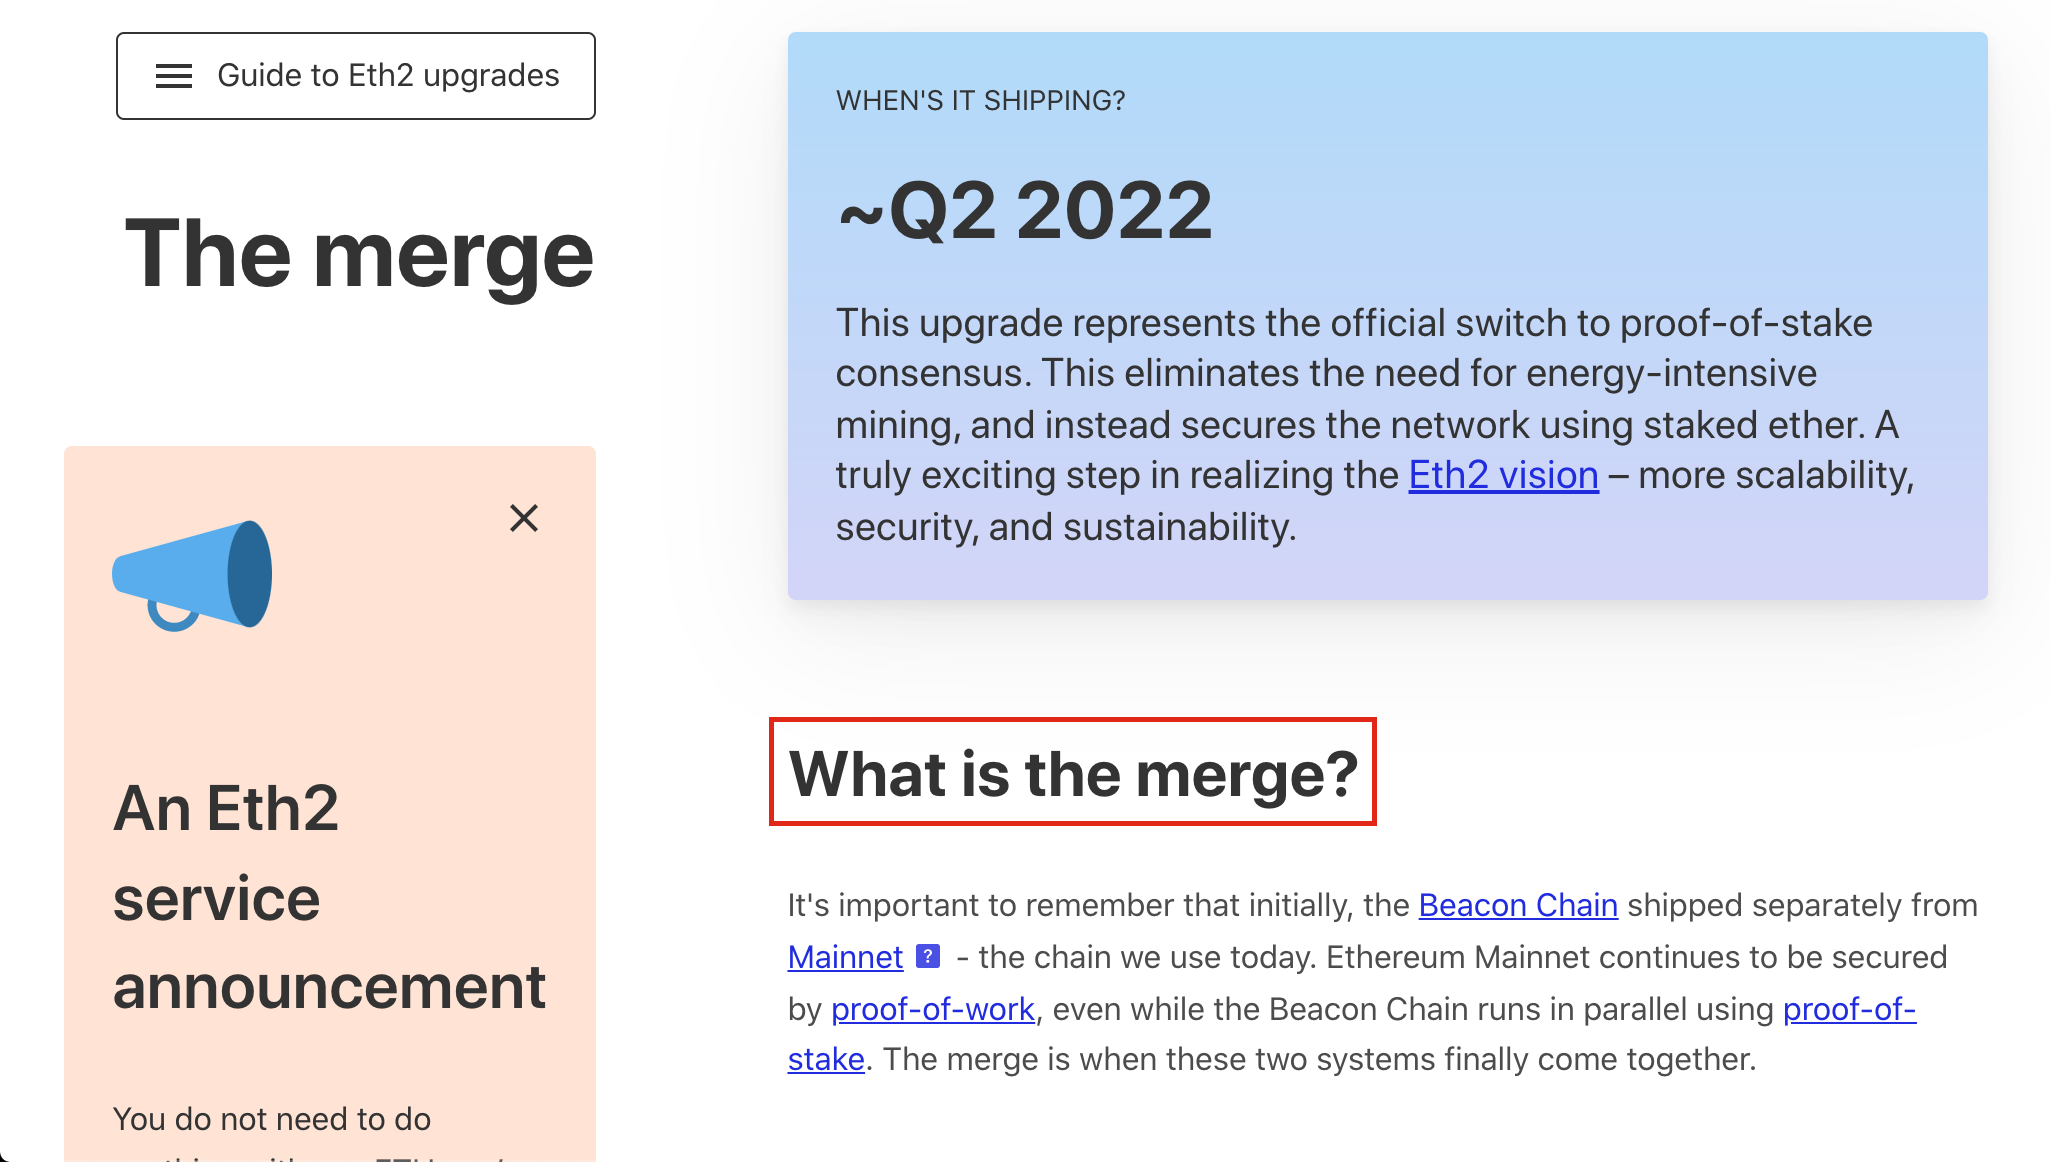 Guide to Eth2 upgrades
The merge
An Eth2
service
announcement
You do not need to do
WHEN'S IT SHIPPING?
~Q2 2022
This upgrade represents the official switch to proof-of-stake
consensus. This eliminates the need for energy-intensive
mining, and instead secures the network using staked ether. A
truly exciting step in realizing the Eth2 vision – more scalability,
security, and sustainability.
What is the merge?
It's important to remember that initially, the Beacon Chain shipped separately from
Mainnet ? - the chain we use today. Ethereum Mainnet continues to be secured
by proof-of-work, even while the Beacon Chain runs in parallel using proof-of-
stake. The merge is when these two systems finally come together.